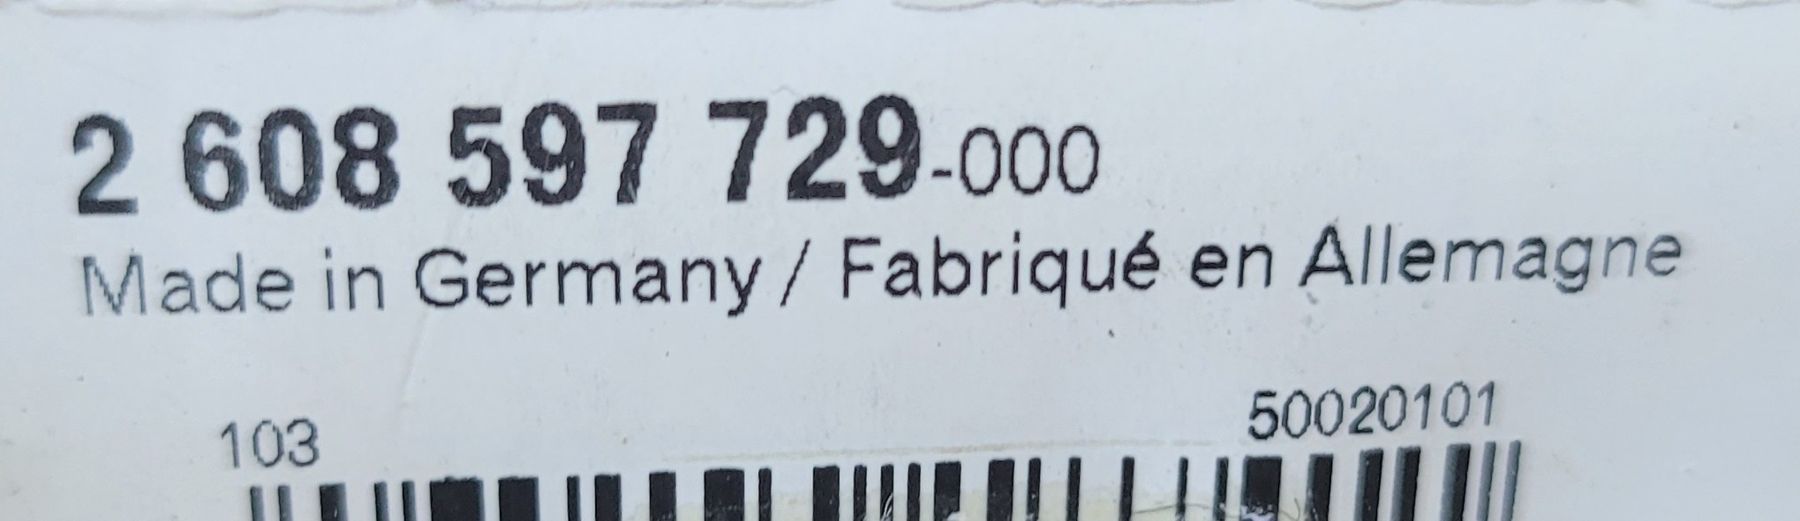 2 608 597 729-000
Made in Germany / Fabriqué en Allemagne
103 50020101